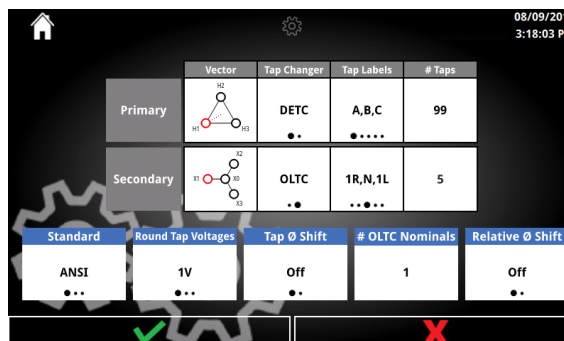 08/09/20
3:18:03 P
Vector Tap Changer Tap Labels # Taps
H2
H1 H3
Primary DETC A,B,C 99
X2
X1 X0
X3
Secondary OLTC 1R,N,1L 5
Standard Round Tap Voltages Tap Ø Shift # OLTC Nominals Relative Ø Shift
ANSI 1V Off 1 Off
X